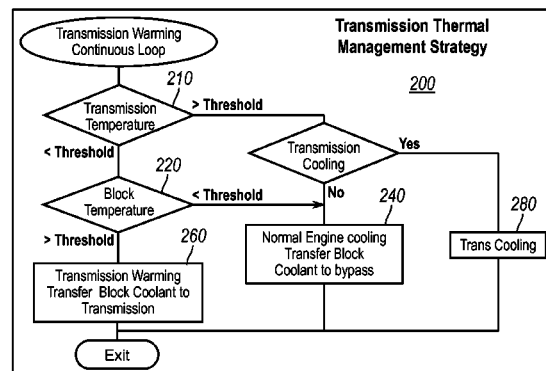 Transmission Warming
Continuous Loop
Transmission Thermal
Management Strategy
200
210
Transmission
Temperature
> Threshold
< Threshold
Transmission
Cooling
Yes
No
220
Block
Temperature
< Threshold
> Threshold
240
Normal Engine cooling
Transfer Block
Coolant to bypass
280
Trans Cooling
260
Transmission Warming
Transfer Block Coolant to
Transmission
Exit